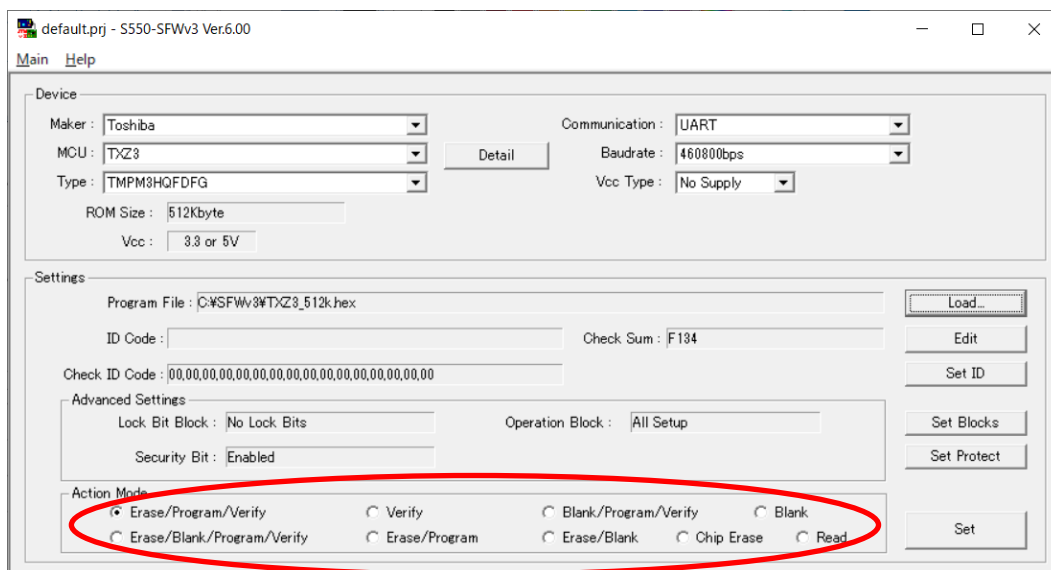 default.prj - S550-SFWv3 Ver.6.00
Main Help
Device
Maker : Toshiba
Communication : UART
MCU : TXZ3
Detail
Baudrate : 460800bps
Type : TMPM3HQFDFG
Vcc Type : No Supply
ROM Size : 512Kbyte
Vcc : 3.3 or 5V
Settings
Program File : C:¥SFWv3¥TXZ3_512k.hex
Load...
ID Code :
Check Sum : F134
Edit
Check ID Code : 00,00,00,00,00,00,00,00,00,00,00,00,00,00,00,00
Set ID
Advanced Settings
Lock Bit Block : No Lock Bits
Operation Block : All Setup
Set Blocks
Security Bit : Enabled
Set Protect
Action Mode
Erase/Program/Verify Verify Blank/Program/Verify Blank
Erase/Blank/Program/Verify Erase/Program Erase/Blank Chip Erase Read
Set